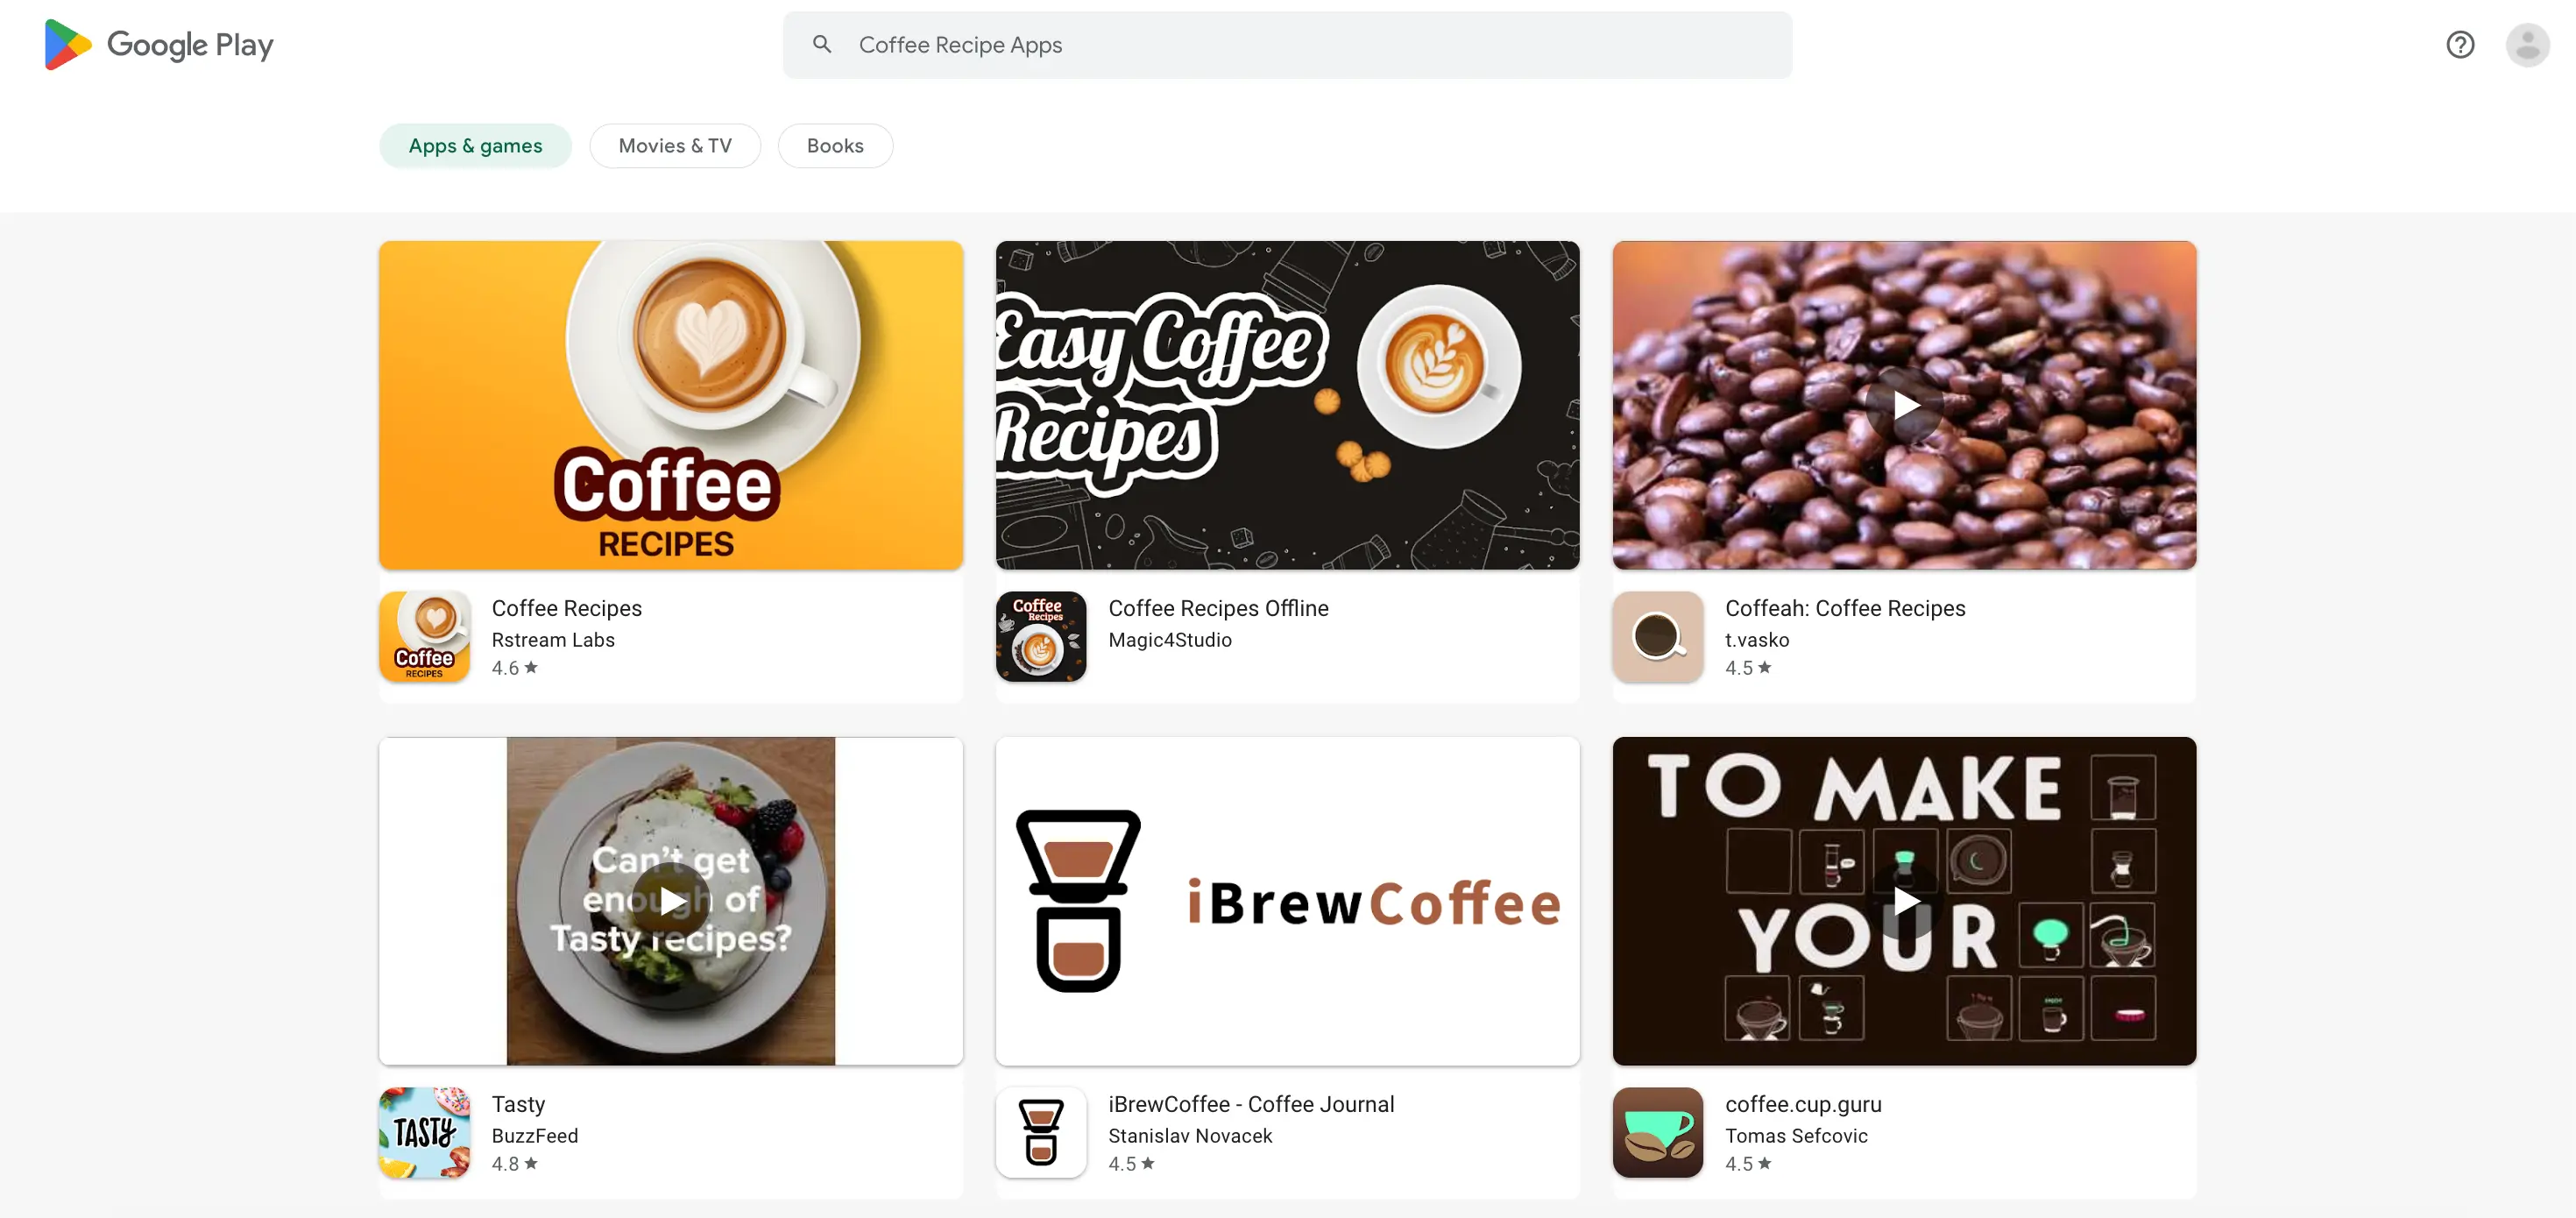 Google Play
Coffee Recipe Apps
Apps & games
Movies & TV
Books
Coffee
RECIPES
Easy Coffee
Recipes
Coffee
RECIPES
Coffee Recipes
Rstream Labs
4.6
Coffee
Recipes
Coffee Recipes Offline
Magic4Studio
Coffeah: Coffee Recipes
t.vasko
4.5
Can't get
enough of
Tasty recipes?
iBrewCoffee
TO MAKE
YOUR
TASTY
Tasty
BuzzFeed
4.8
iBrewCoffee - Coffee Journal
Stanislav Novacek
4.5
coffee.cup.guru
Tomas Sefcovic
4.5